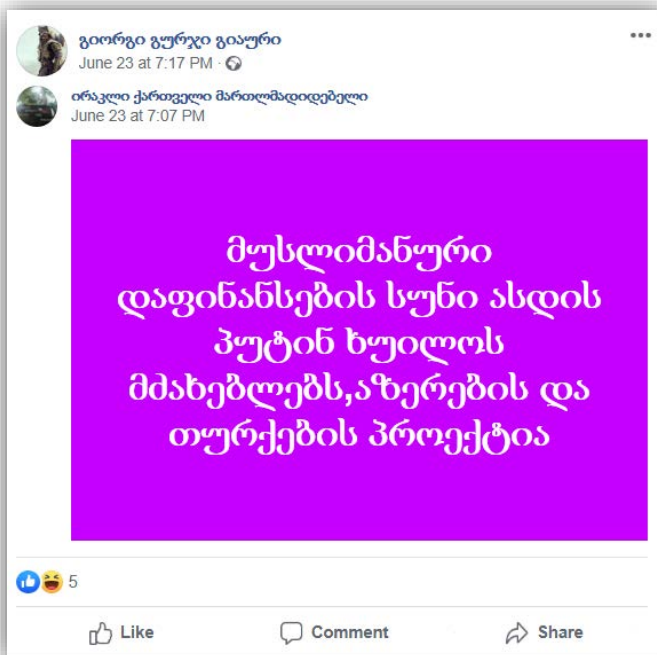 გიორგი გურჯი გიაური
June 23 at 7:17 PM ·
ირაკლი ქართველი მართლმადიდებელი
June 23 at 7:07 PM
მუსლიმანური
დაფინანსების სუნი ასდის
პუტინ ხუილოს
მძახებლებს,აზერების და
თურქების პროექტია
5
Like
Comment
Share